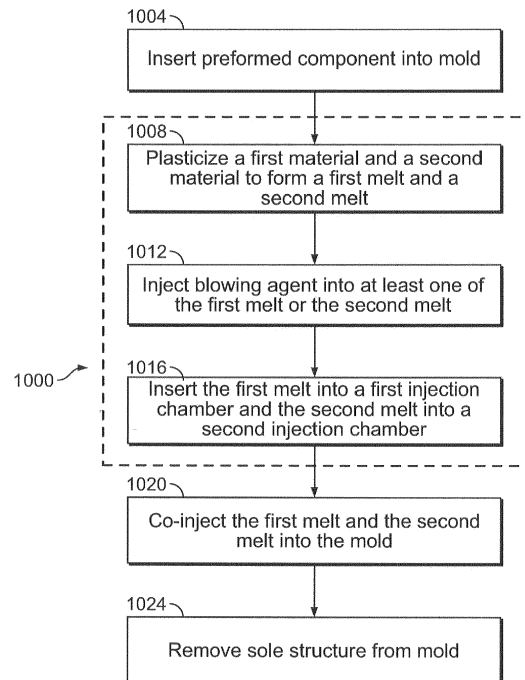 1004
Insert preformed component into mold
1008
Plasticize a first material and a second
material to form a first melt and a
second melt
1012
Inject blowing agent into at least one of
the first melt or the second melt
1000
1016
Insert the first melt into a first injection
chamber and the second melt into a
second injection chamber
1020
Co-inject the first melt and the second
melt into the mold
1024
Remove sole structure from mold